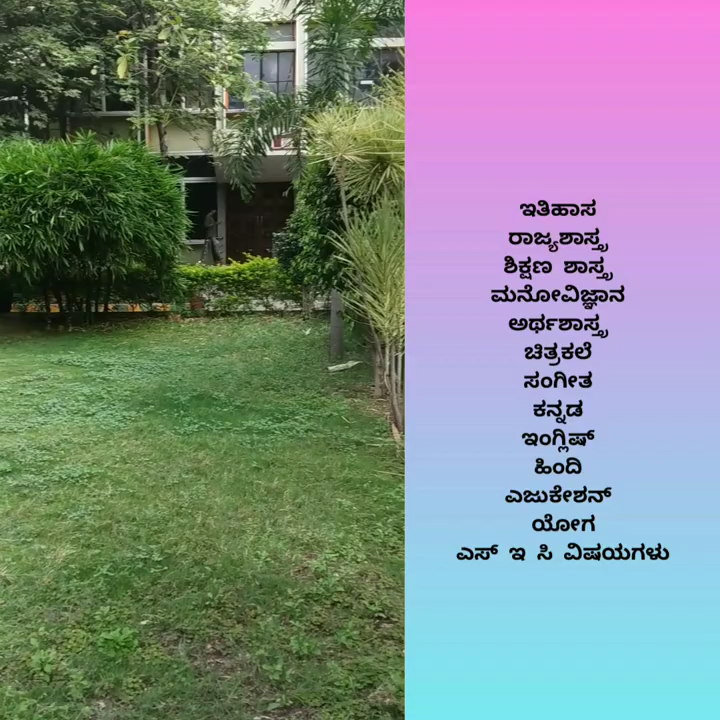 ಇತಿಹಾಸ
ರಾಜ್ಯಶಾಸ್ತ್ರ
ಶಿಕ್ಷಣ ಶಾಸ್ತ್ರ
ಮನೋವಿಜ್ಞಾನ
ಅರ್ಥಶಾಸ್ತ್ರ
ಚಿತ್ರಕಲೆ
ಸಂಗೀತ
ಕನ್ನಡ
ಇಂಗ್ಲಿಷ್
ಹಿಂದಿ
ಎಜುಕೇಶನ್
ಯೋಗ
ಎಸ್ ಇ ಸಿ ವಿಷಯಗಳು